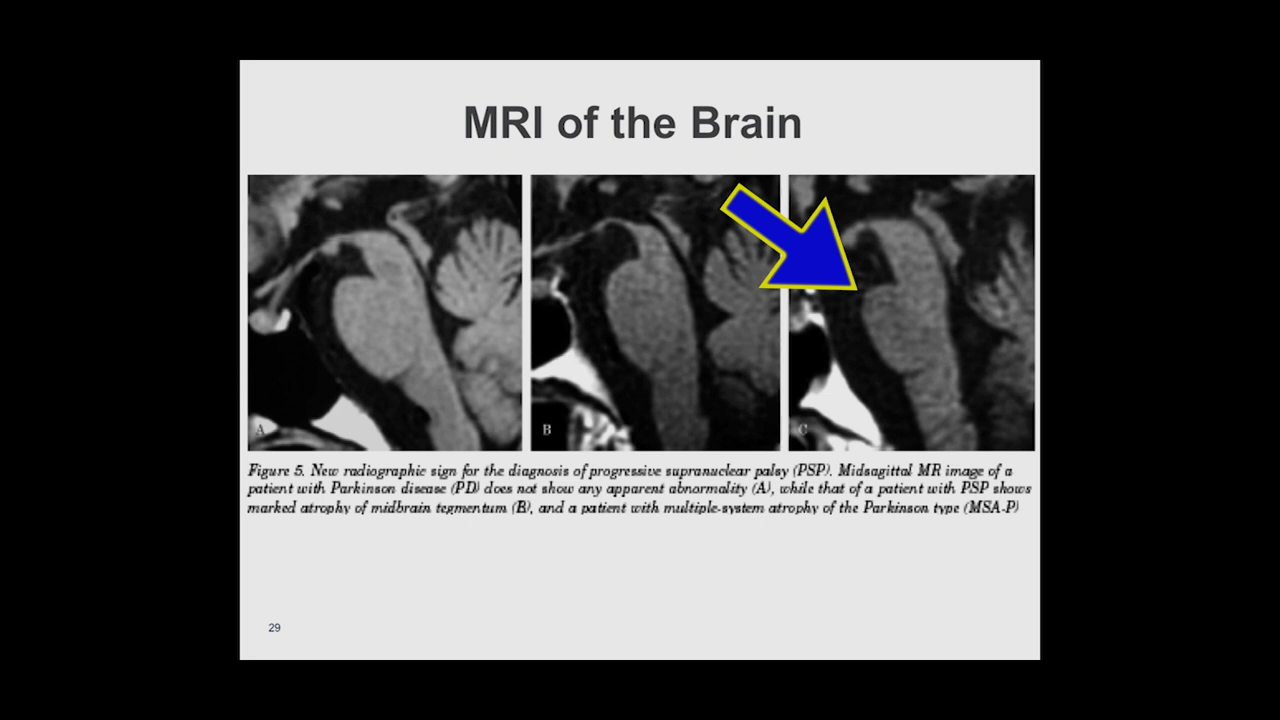 MRI of the Brain
A
B
C
Figure 5. New radiographic sign for the diagnosis of progressive supranuclear palsy (PSP). Midsagittal MR image of a
patient with Parkinson disease (PD) does not show any apparent abnormality (A), while that of a patient with PSP shows
marked atrophy of midbrain tegmentum (B), and a patient with multiple-system atrophy of the Parkinson type (MSA-P)
29